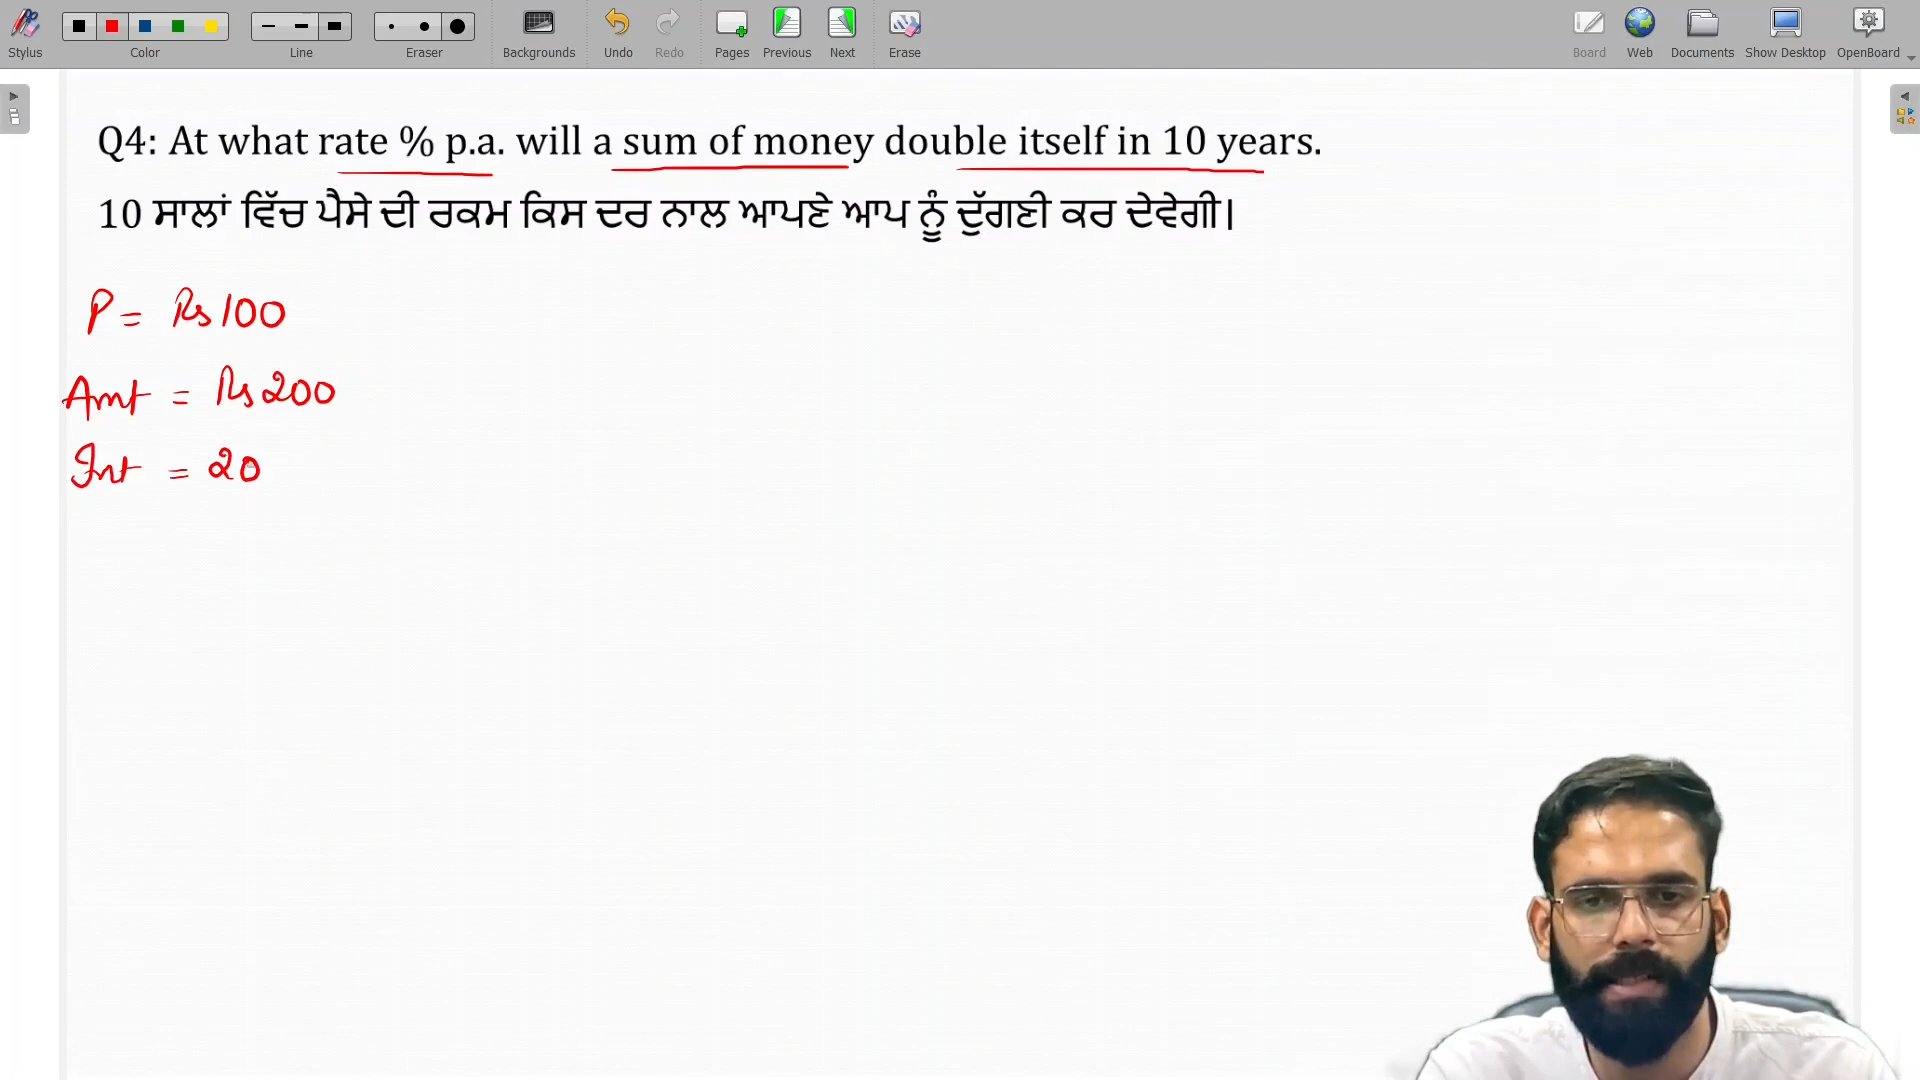 Stylus Color Line Eraser Backgrounds Undo Redo Pages Previous Next Erase Board Web Documents Show Desktop OpenBoard
Q4: At what rate % p.a. will a sum of money double itself in 10 years.
10 ਸਾਲਾਂ ਵਿੱਚ ਪੈਸੇ ਦੀ ਰਕਮ ਕਿਸ ਦਰ ਨਾਲ ਆਪਣੇ ਆਪ ਨੂੰ ਦੁੱਗਣੀ ਕਰ ਦੇਵੇਗੀ।
P = Rs 100
Amt = Rs 200
Int = 20